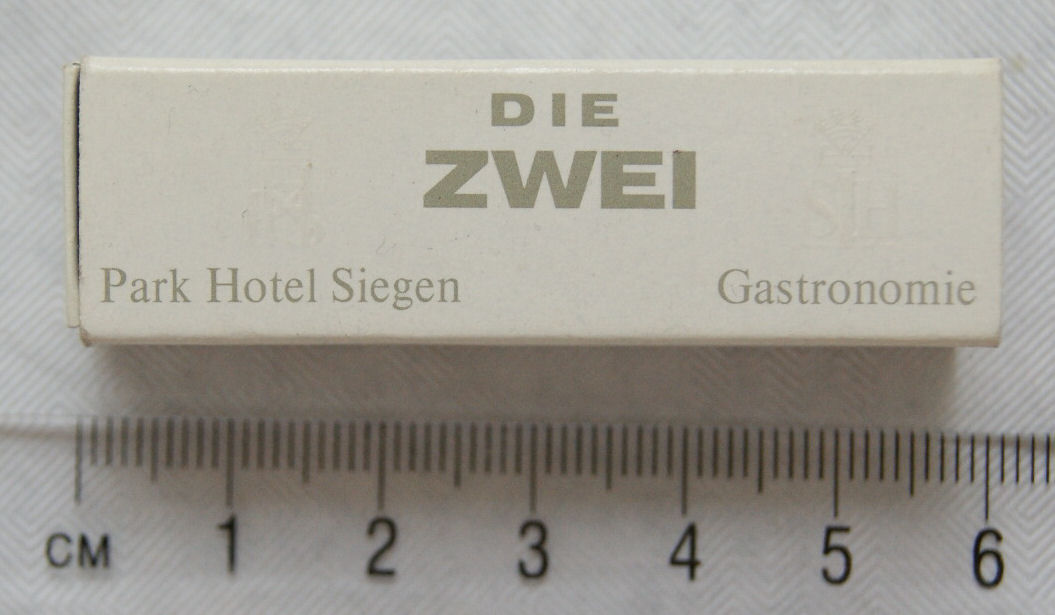 DIE
ZWEI
Park Hotel Siegen Gastronomie
CM 1 2 3 4 5 6